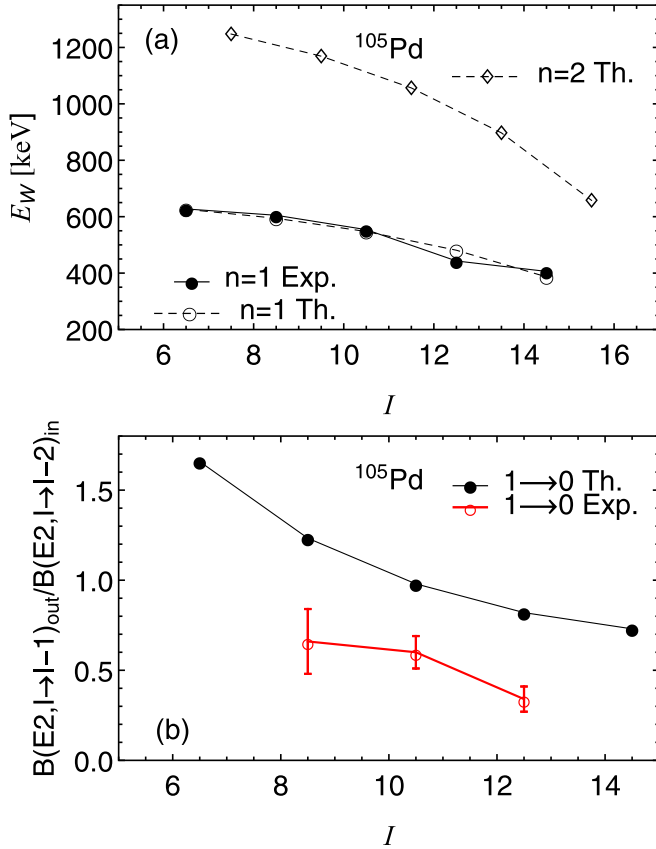 (a)
¹⁰⁵Pd
n=2 Th.
E_W [keV]
1200
1000
800
600
400
200
n=1 Exp.
n=1 Th.
6 8 10 12 14 16
I
B(E2,I→I−1)_out/B(E2,I→I−2)_in
¹⁰⁵Pd
1→0 Th.
1→0 Exp.
1.5
1.0
0.5
0.0
(b)
6 8 10 12 14
I